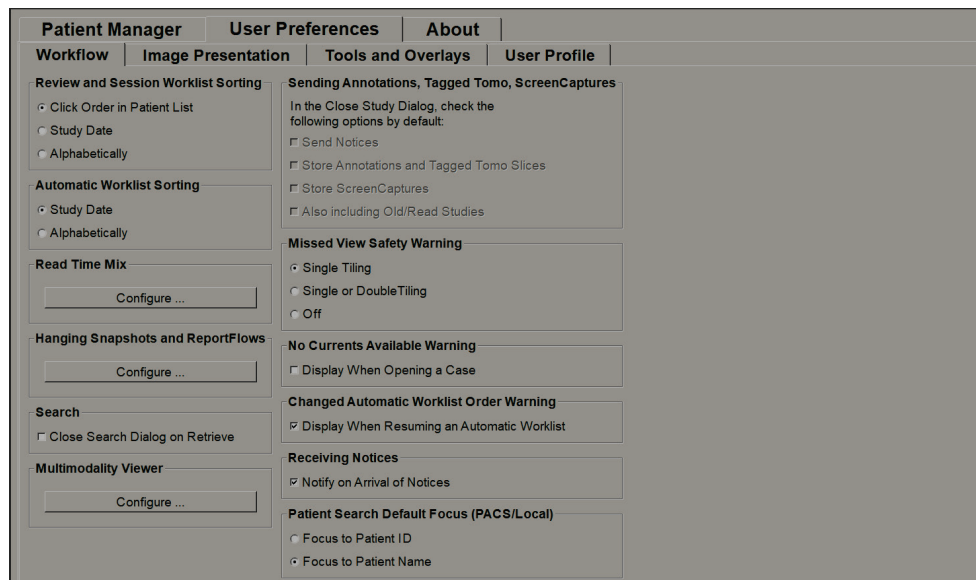 Patient Manager
User Preferences
About
Workflow
Image Presentation
Tools and Overlays
User Profile
Review and Session Worklist Sorting
Click Order in Patient List
Study Date
Alphabetically
Automatic Worklist Sorting
Study Date
Alphabetically
Read Time Mix
Configure ...
Hanging Snapshots and ReportFlows
Configure ...
Search
Close Search Dialog on Retrieve
Multimodality Viewer
Configure ...
Sending Annotations, Tagged Tomo, ScreenCaptures
In the Close Study Dialog, check the
following options by default:
Send Notices
Store Annotations and Tagged Tomo Slices
Store ScreenCaptures
Also including Old/Read Studies
Missed View Safety Warning
Single Tiling
Single or DoubleTiling
Off
No Currents Available Warning
Display When Opening a Case
Changed Automatic Worklist Order Warning
Display When Resuming an Automatic Worklist
Receiving Notices
Notify on Arrival of Notices
Patient Search Default Focus (PACS/Local)
Focus to Patient ID
Focus to Patient Name